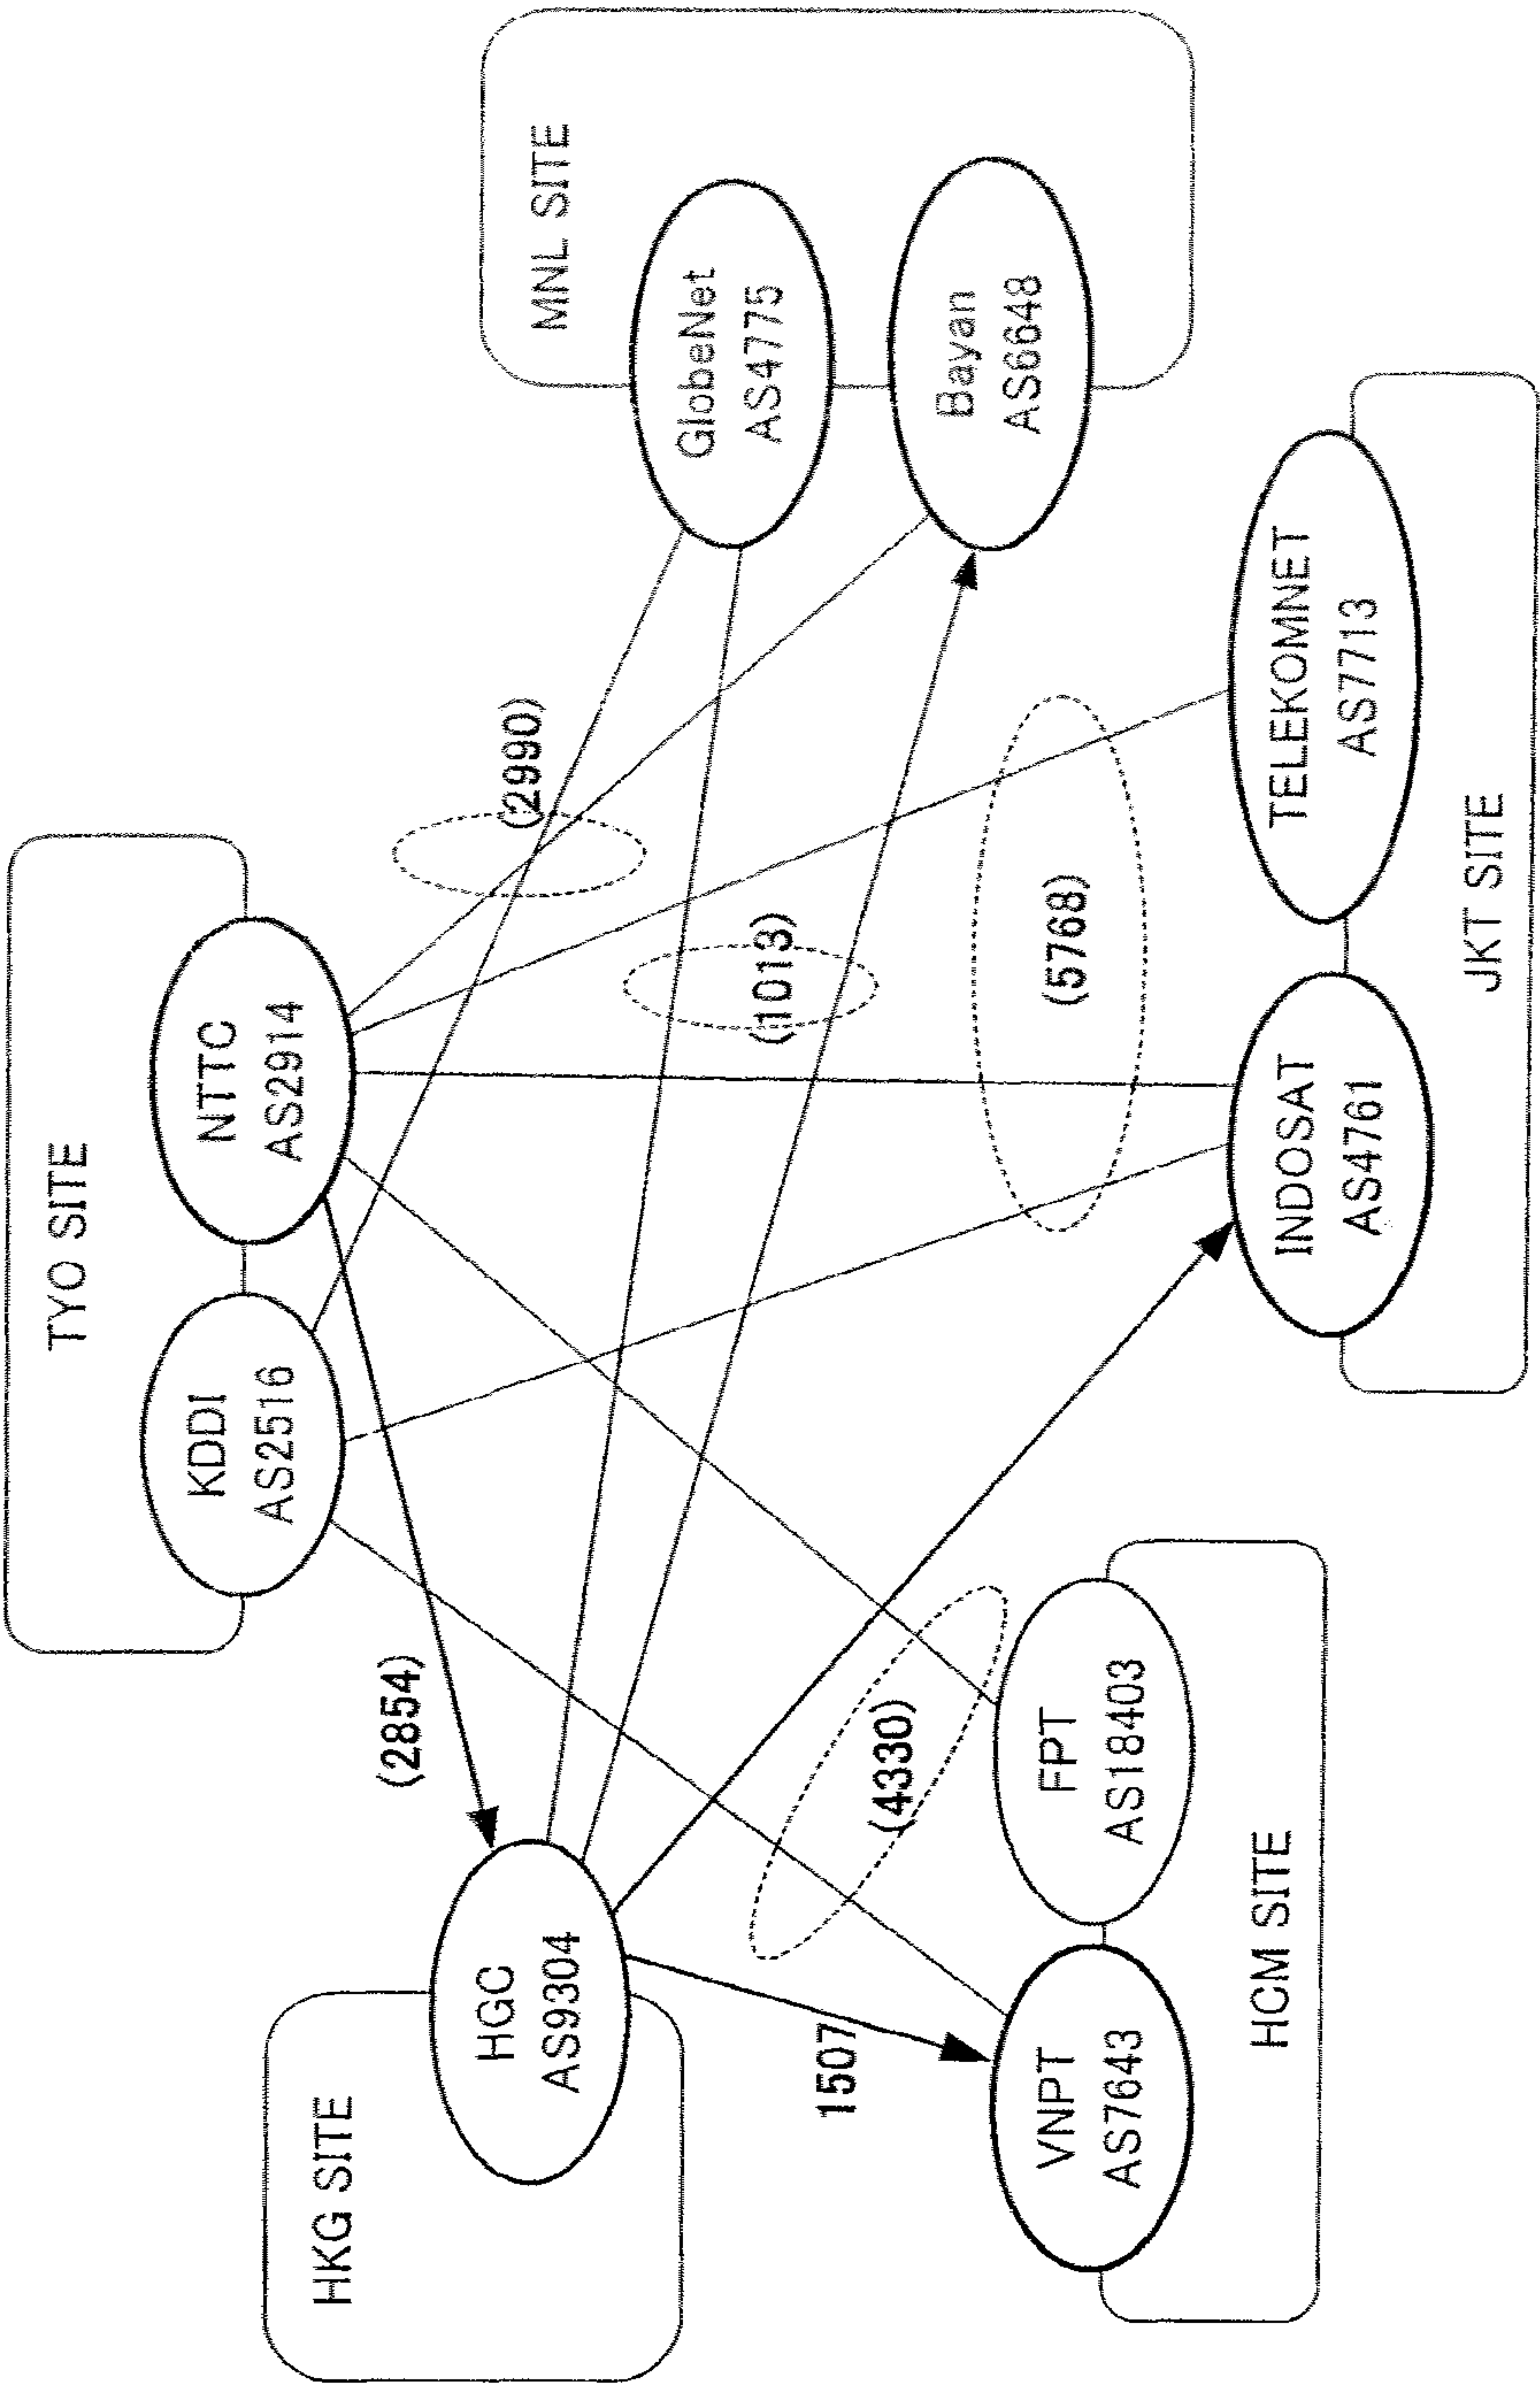 TYO SITE
KDDI
AS2516
NTTC
AS2914
HKG SITE
HGC
AS9304
(2854)
(2990)
MNL SITE
GlobeNet
AS4775
Bayan
AS6648
(1013)
1507
(4330)
(5768)
VNPT
AS7643
FPT
AS18403
HCM SITE
INDOSAT
AS4761
TELEKOMNET
AS7713
JKT SITE